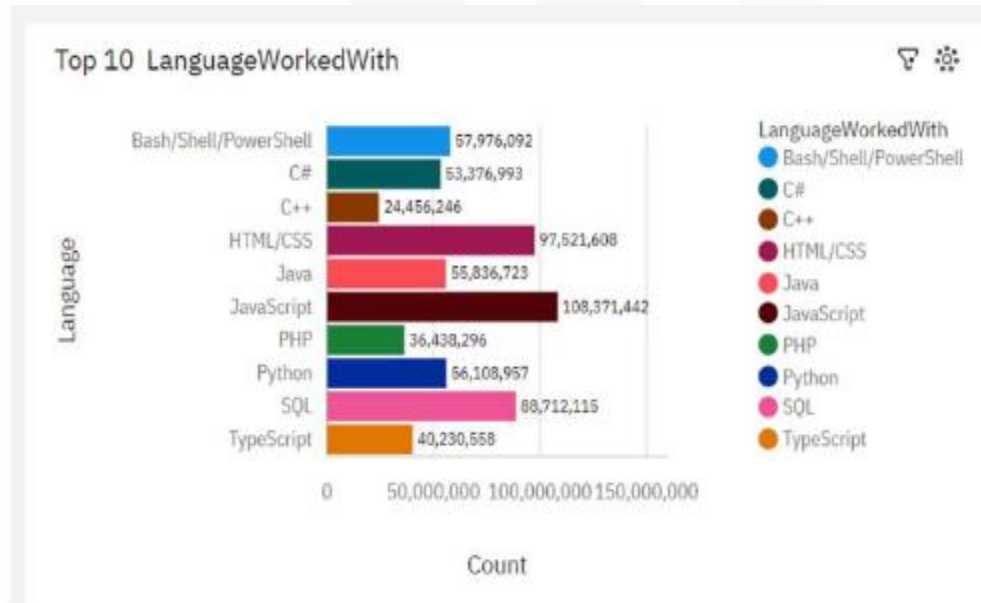 Top 10 LanguageWorkedWith
Language
Bash/Shell/PowerShell 57,976,092
C# 53,376,993
C++ 24,456,246
HTML/CSS 97,521,608
Java 55,836,723
JavaScript 108,371,442
PHP 36,438,296
Python 56,108,957
SQL 88,712,115
TypeScript 40,230,558
0 50,000,000 100,000,000 150,000,000
Count
LanguageWorkedWith
Bash/Shell/PowerShell
C#
C++
HTML/CSS
Java
JavaScript
PHP
Python
SQL
TypeScript